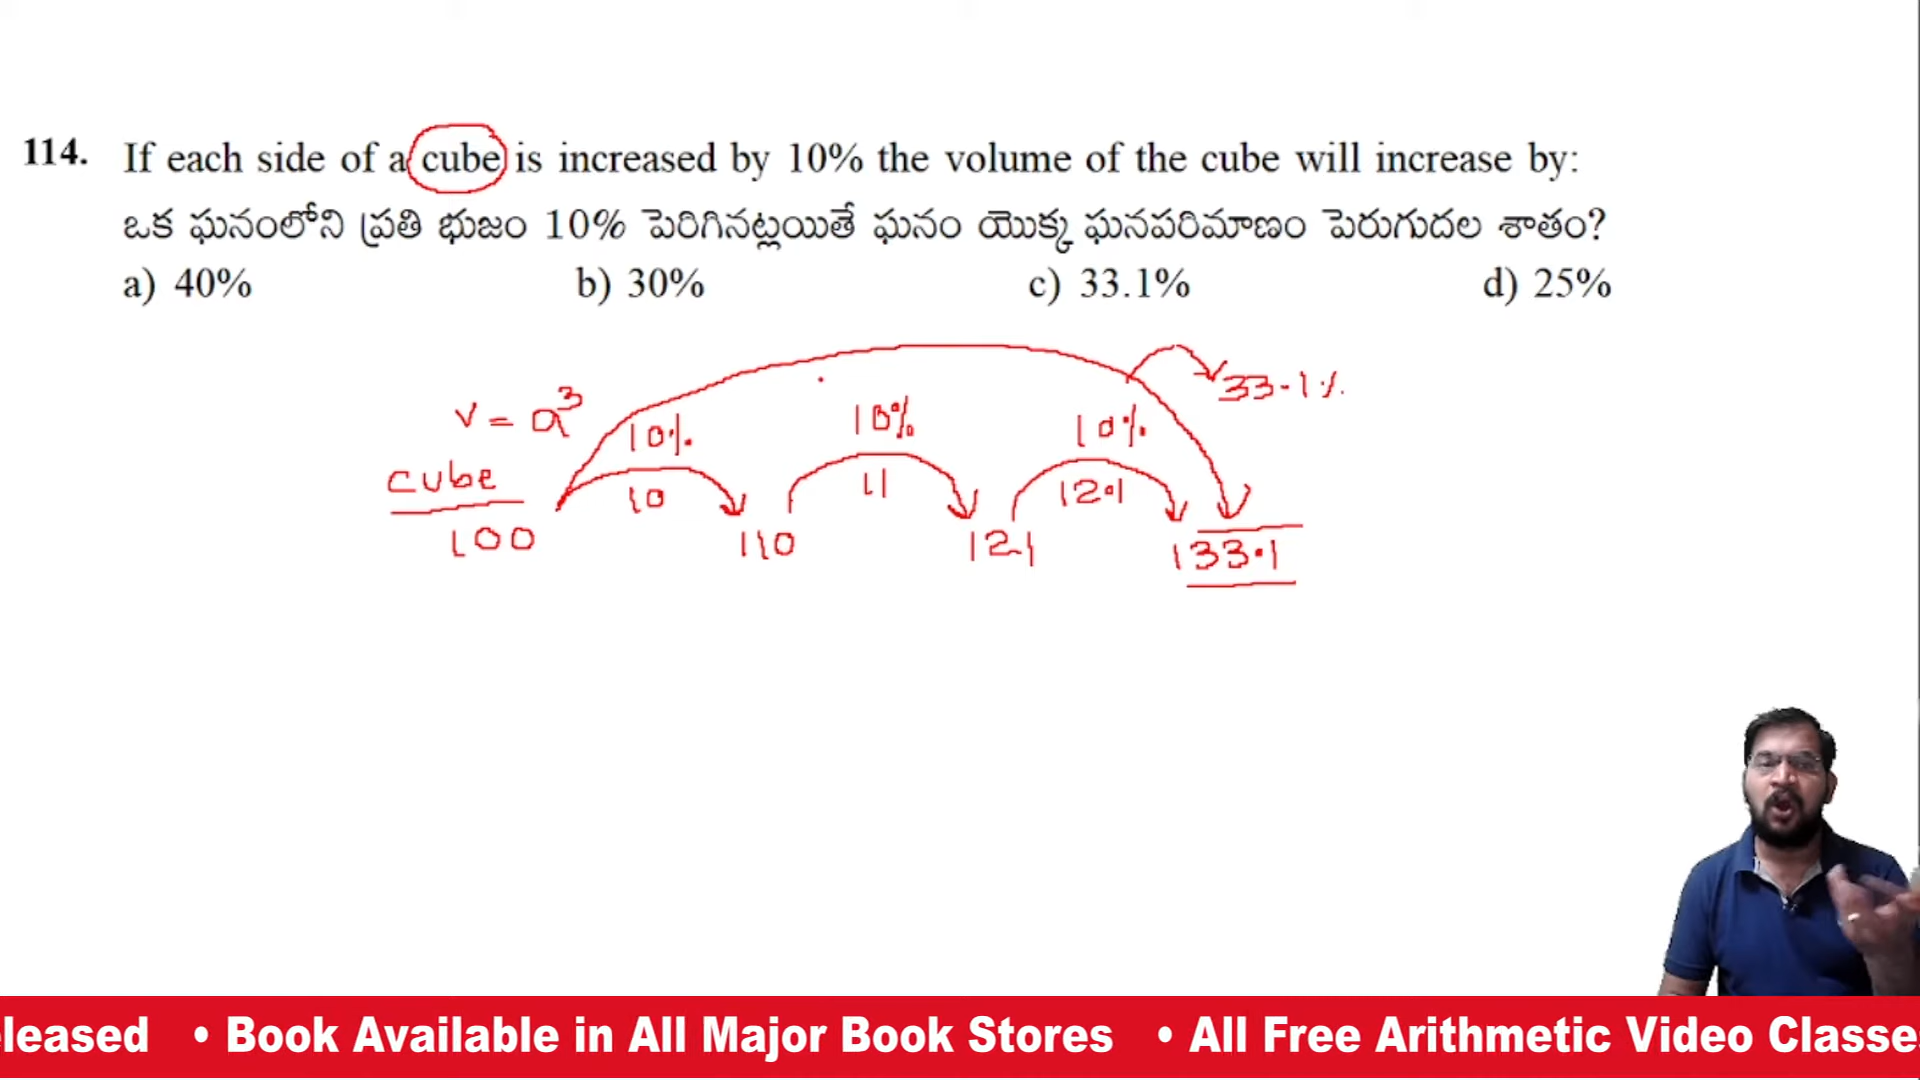 114. If each side of a cube is increased by 10% the volume of the cube will increase by:
ఒక ఘనంలోని ప్రతి భుజం 10% పెరిగినట్లయితే ఘనం యొక్క ఘనపరిమాణం పెరుగుదల శాతం?
a) 40% b) 30% c) 33.1% d) 25%
33.1%
V = a³ 10% 10% 10%
cube 10 11 12.1
100 110 121 133.1
eleased • Book Available in All Major Book Stores • All Free Arithmetic Video Classe